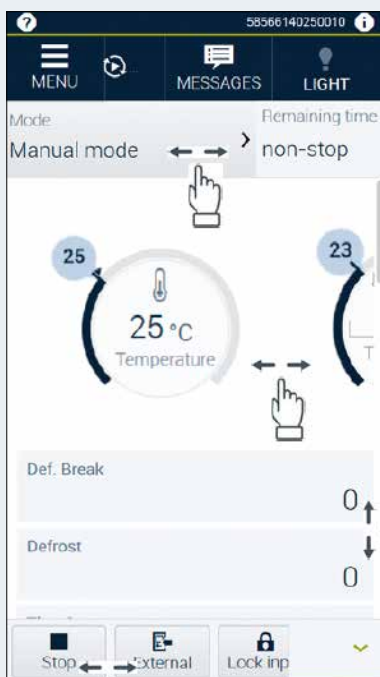 58566140250010
MENU
MESSAGES
LIGHT
Mode
Remaining time
Manual mode
non-stop
25
23
25 °C
Temperature
T
Def. Break
0
Defrost
0
Stop
External
Lock inp